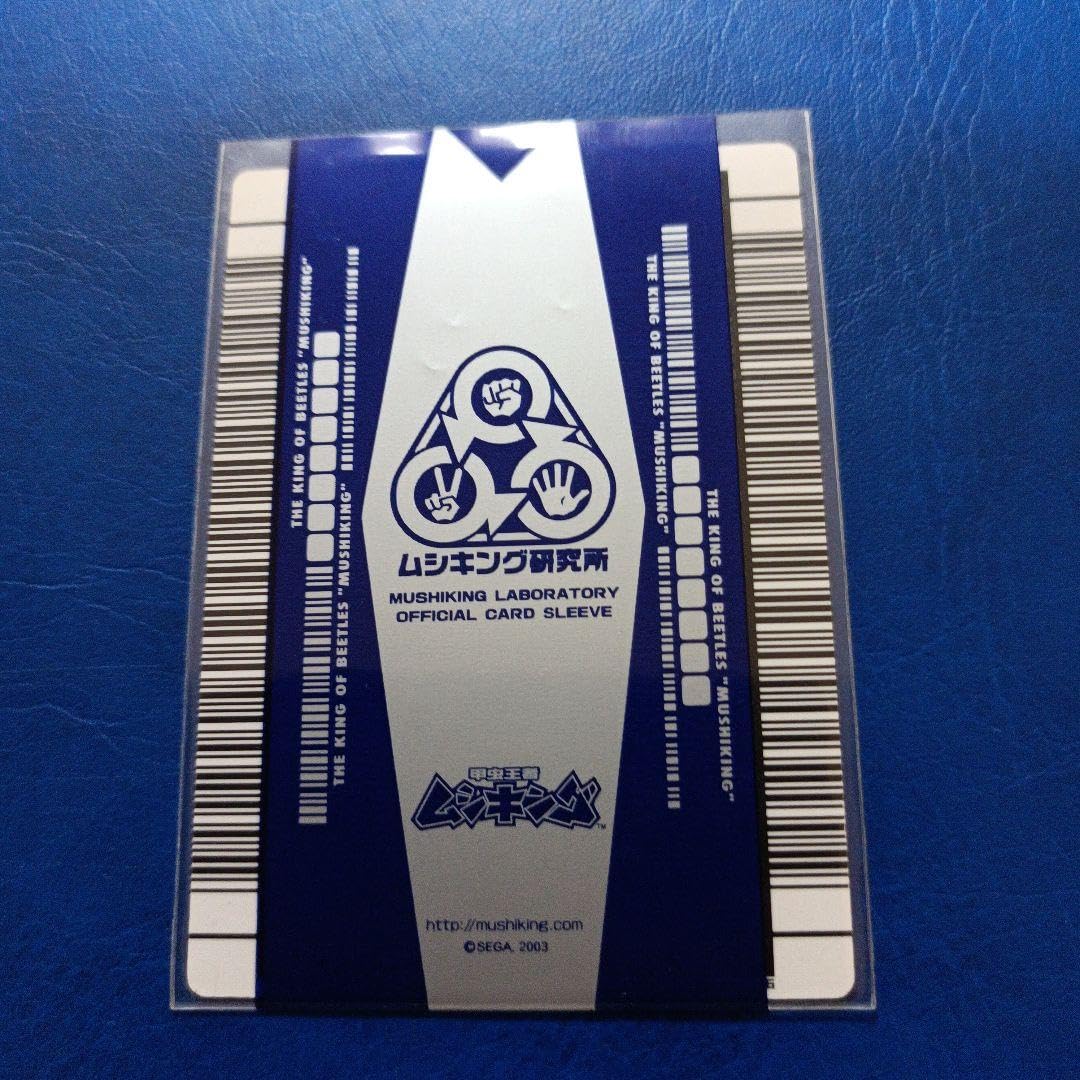 THE KING OF BEETLES "MUSHIKING"
THE KING OF BEETLES "MUSHIKING"
THE KING OF BEETLES "MUSHIKING"
THE KING OF BEETLES "MUSHIKING"
ムシキング研究所
MUSHIKING LABORATORY
OFFICIAL CARD SLEEVE
甲虫王者
ムシキング™
http://mushiking.com
©SEGA, 2003